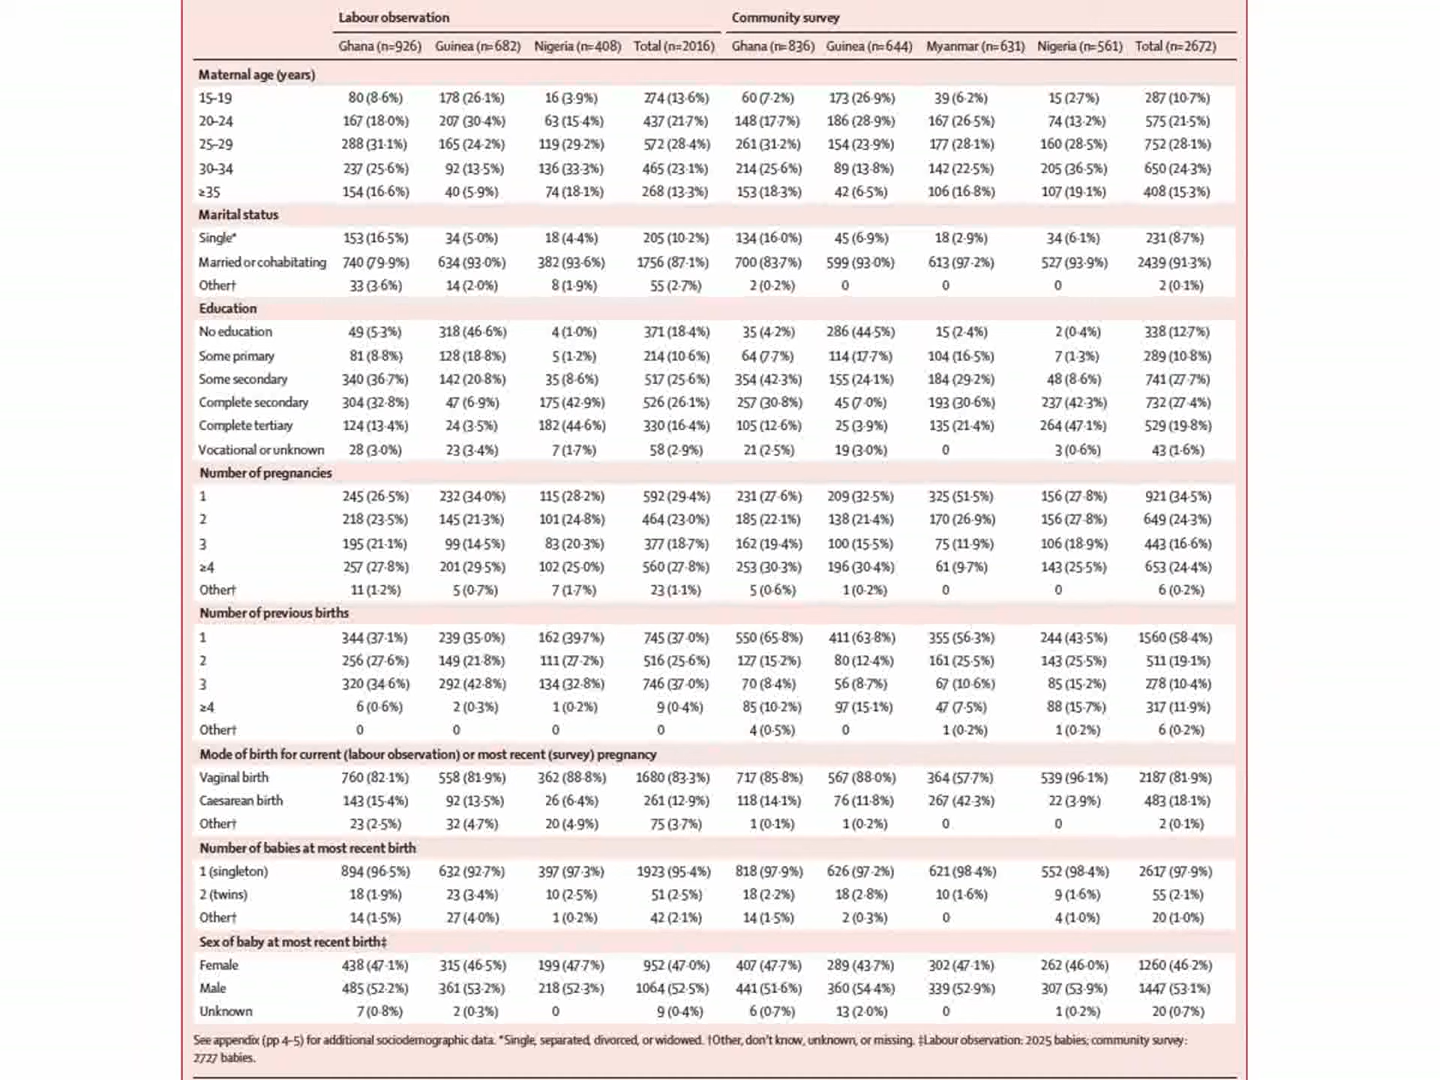 Labour observation Community survey
Ghana (n=926) Guinea (n=682) Nigeria (n=408) Total (n=2016) Ghana (n=836) Guinea (n=644) Myanmar (n=631) Nigeria (n=561) Total (n=2672)
Maternal age (years)
15–19 80 (8·6%) 178 (26·1%) 16 (3·9%) 274 (13·6%) 60 (7·2%) 173 (26·9%) 39 (6·2%) 15 (2·7%) 287 (10·7%)
20–24 167 (18·0%) 207 (30·4%) 63 (15·4%) 437 (21·7%) 148 (17·7%) 186 (28·9%) 167 (26·5%) 74 (13·2%) 575 (21·5%)
25–29 288 (31·1%) 165 (24·2%) 119 (29·2%) 572 (28·4%) 261 (31·2%) 154 (23·9%) 177 (28·1%) 160 (28·5%) 752 (28·1%)
30–34 237 (25·6%) 92 (13·5%) 136 (33·3%) 465 (23·1%) 214 (25·6%) 89 (13·8%) 142 (22·5%) 205 (36·5%) 650 (24·3%)
≥35 154 (16·6%) 40 (5·9%) 74 (18·1%) 268 (13·3%) 153 (18·3%) 42 (6·5%) 106 (16·8%) 107 (19·1%) 408 (15·3%)
Marital status
Single* 153 (16·5%) 34 (5·0%) 18 (4·4%) 205 (10·2%) 134 (16·0%) 45 (6·9%) 18 (2·9%) 34 (6·1%) 231 (8·7%)
Married or cohabitating 740 (79·9%) 634 (93·0%) 382 (93·6%) 1756 (87·1%) 700 (83·7%) 599 (93·0%) 613 (97·2%) 527 (93·9%) 2439 (91·3%)
Other† 33 (3·6%) 14 (2·0%) 8 (1·9%) 55 (2·7%) 2 (0·2%) 0 0 0 2 (0·1%)
Education
No education 49 (5·3%) 318 (46·6%) 4 (1·0%) 371 (18·4%) 35 (4·2%) 286 (44·5%) 15 (2·4%) 2 (0·4%) 338 (12·7%)
Some primary 81 (8·8%) 128 (18·8%) 5 (1·2%) 214 (10·6%) 64 (7·7%) 114 (17·7%) 104 (16·5%) 7 (1·3%) 289 (10·8%)
Some secondary 340 (36·7%) 142 (20·8%) 35 (8·6%) 517 (25·6%) 354 (42·3%) 155 (24·1%) 184 (29·2%) 48 (8·6%) 741 (27·7%)
Complete secondary 304 (32·8%) 47 (6·9%) 175 (42·9%) 526 (26·1%) 257 (30·8%) 45 (7·0%) 193 (30·6%) 237 (42·3%) 732 (27·4%)
Complete tertiary 124 (13·4%) 24 (3·5%) 182 (44·6%) 330 (16·4%) 105 (12·6%) 25 (3·9%) 135 (21·4%) 264 (47·1%) 529 (19·8%)
Vocational or unknown 28 (3·0%) 23 (3·4%) 7 (1·7%) 58 (2·9%) 21 (2·5%) 19 (3·0%) 0 3 (0·6%) 43 (1·6%)
Number of pregnancies
1 245 (26·5%) 232 (34·0%) 115 (28·2%) 592 (29·4%) 231 (27·6%) 209 (32·5%) 325 (51·5%) 156 (27·8%) 921 (34·5%)
2 218 (23·5%) 145 (21·3%) 101 (24·8%) 464 (23·0%) 185 (22·1%) 138 (21·4%) 170 (26·9%) 156 (27·8%) 649 (24·3%)
3 195 (21·1%) 99 (14·5%) 83 (20·3%) 377 (18·7%) 162 (19·4%) 100 (15·5%) 75 (11·9%) 106 (18·9%) 443 (16·6%)
≥4 257 (27·8%) 201 (29·5%) 102 (25·0%) 560 (27·8%) 253 (30·3%) 196 (30·4%) 61 (9·7%) 143 (25·5%) 653 (24·4%)
Other† 11 (1·2%) 5 (0·7%) 7 (1·7%) 23 (1·1%) 5 (0·6%) 1 (0·2%) 0 0 6 (0·2%)
Number of previous births
1 344 (37·1%) 239 (35·0%) 162 (39·7%) 745 (37·0%) 550 (65·8%) 411 (63·8%) 355 (56·3%) 244 (43·5%) 1560 (58·4%)
2 256 (27·6%) 149 (21·8%) 111 (27·2%) 516 (25·6%) 127 (15·2%) 80 (12·4%) 161 (25·5%) 143 (25·5%) 511 (19·1%)
3 320 (34·6%) 292 (42·8%) 134 (32·8%) 746 (37·0%) 70 (8·4%) 56 (8·7%) 67 (10·6%) 85 (15·2%) 278 (10·4%)
≥4 6 (0·6%) 2 (0·3%) 1 (0·2%) 9 (0·4%) 85 (10·2%) 97 (15·1%) 47 (7·5%) 88 (15·7%) 317 (11·9%)
Other† 0 0 0 0 4 (0·5%) 0 1 (0·2%) 1 (0·2%) 6 (0·2%)
Mode of birth for current (labour observation) or most recent (survey) pregnancy
Vaginal birth 760 (82·1%) 558 (81·9%) 362 (88·8%) 1680 (83·3%) 717 (85·8%) 567 (88·0%) 364 (57·7%) 539 (96·1%) 2187 (81·9%)
Caesarean birth 143 (15·4%) 92 (13·5%) 26 (6·4%) 261 (12·9%) 118 (14·1%) 76 (11·8%) 267 (42·3%) 22 (3·9%) 483 (18·1%)
Other† 23 (2·5%) 32 (4·7%) 20 (4·9%) 75 (3·7%) 1 (0·1%) 1 (0·2%) 0 0 2 (0·1%)
Number of babies at most recent birth
1 (singleton) 894 (96·5%) 632 (92·7%) 397 (97·3%) 1923 (95·4%) 818 (97·9%) 626 (97·2%) 621 (98·4%) 552 (98·4%) 2617 (97·9%)
2 (twins) 18 (1·9%) 23 (3·4%) 10 (2·5%) 51 (2·5%) 18 (2·2%) 18 (2·8%) 10 (1·6%) 9 (1·6%) 55 (2·1%)
Other† 14 (1·5%) 27 (4·0%) 1 (0·2%) 42 (2·1%) 14 (1·5%) 2 (0·3%) 0 4 (1·0%) 20 (1·0%)
Sex of baby at most recent birth‡
Female 438 (47·1%) 315 (46·5%) 199 (47·7%) 952 (47·0%) 407 (47·7%) 289 (43·7%) 302 (47·1%) 262 (46·0%) 1260 (46·2%)
Male 485 (52·2%) 361 (53·2%) 218 (52·3%) 1064 (52·5%) 441 (51·6%) 360 (54·4%) 339 (52·9%) 307 (53·9%) 1447 (53·1%)
Unknown 7 (0·8%) 2 (0·3%) 0 9 (0·4%) 6 (0·7%) 13 (2·0%) 0 1 (0·2%) 20 (0·7%)
See appendix (pp 4–5) for additional sociodemographic data. *Single, separated, divorced, or widowed. †Other, don't know, unknown, or missing. ‡Labour observation: 2025 babies; community survey:
2727 babies.